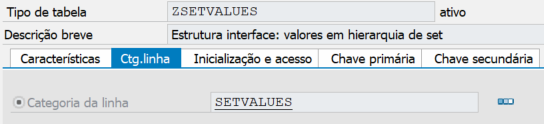 Tipo de tabela ZSETVALUES ativo
Descrição breve Estrutura interface: valores em hierarquia de set
Características Ctg.linha Inicialização e acesso Chave primária Chave secundária
Categoria da linha SETVALUES